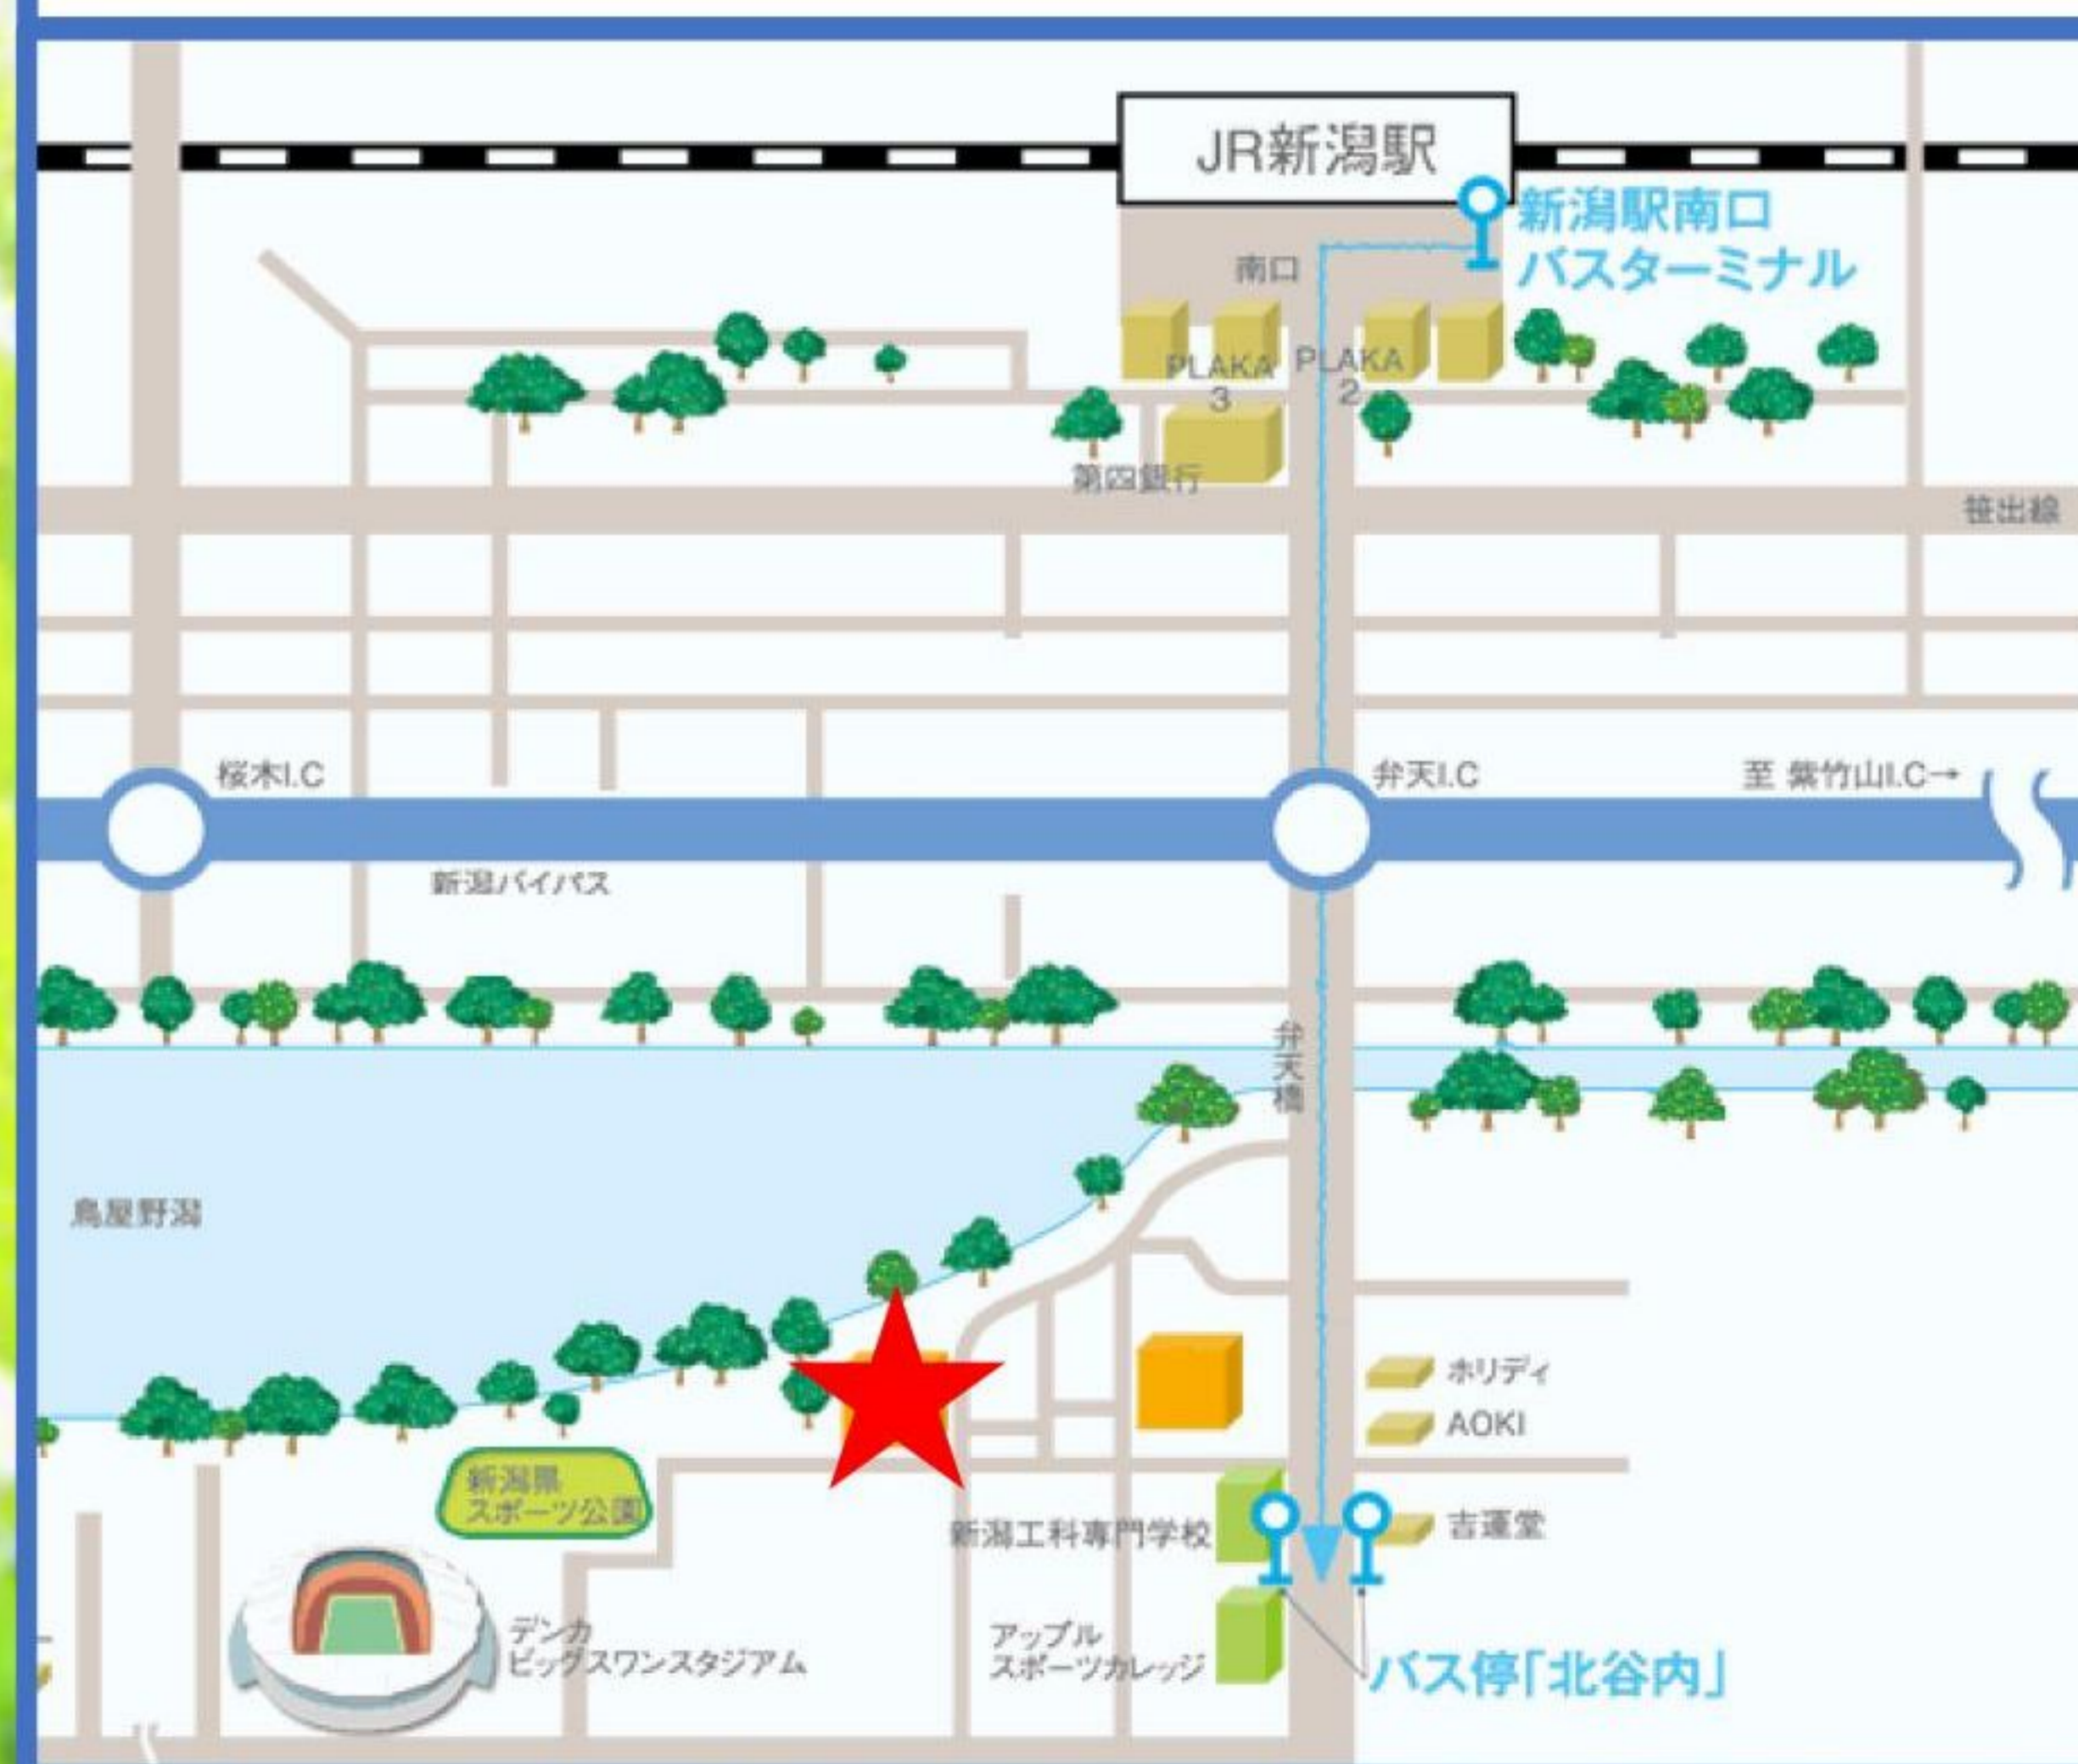 JR新潟駅
新潟駅南口
バスターミナル
南口
PLAKA
3
PLAKA
2
第四銀行
笹出線
桜木I.C
弁天I.C
至 紫竹山I.C→
新潟バイパス
弁天橋
鳥屋野潟
ホリディ
AOKI
新潟県
スポーツ公園
新潟工科専門学校
吉運堂
デンカ
ビッグスワンスタジアム
アップル
スポーツカレッジ
バス停「北谷内」